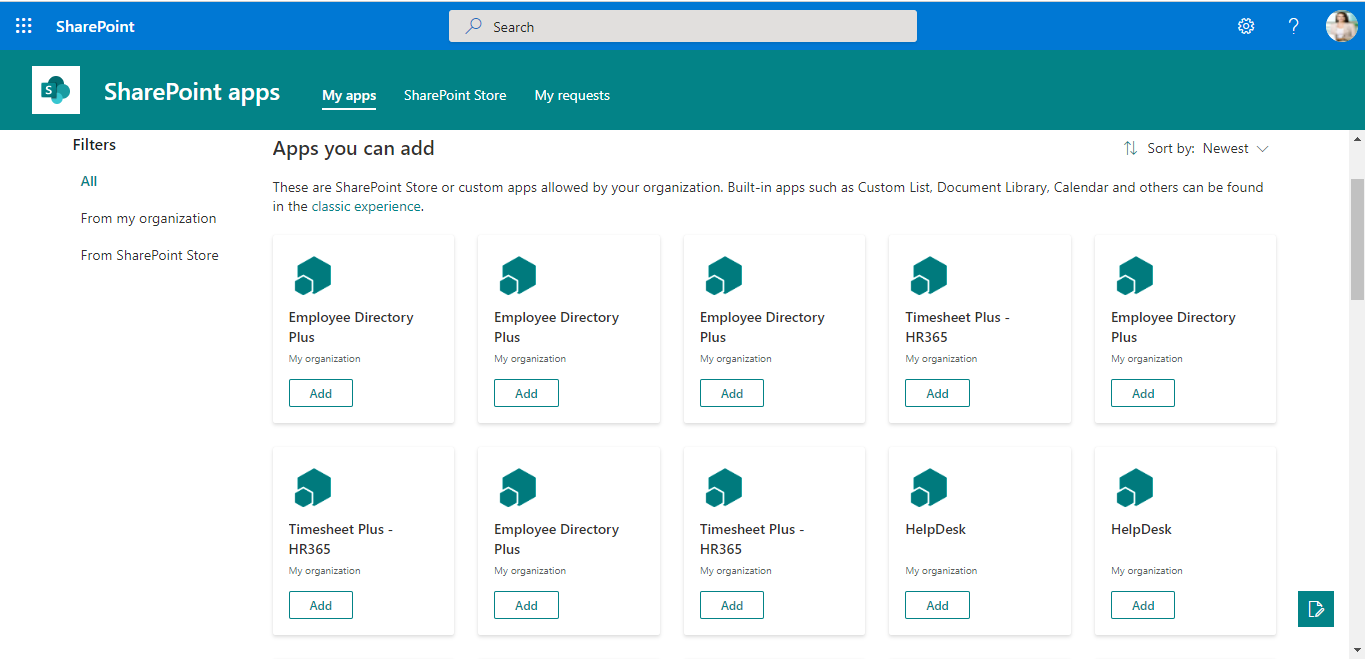 SharePoint
Search
?
S
SharePoint apps
My apps
SharePoint Store
My requests
Filters
All
From my organization
From SharePoint Store
Apps you can add
Sort by: Newest
These are SharePoint Store or custom apps allowed by your organization. Built-in apps such as Custom List, Document Library, Calendar and others can be found
in the classic experience.
Employee Directory
Plus
My organization
Add
Employee Directory
Plus
My organization
Add
Employee Directory
Plus
My organization
Add
Timesheet Plus -
HR365
My organization
Add
Employee Directory
Plus
My organization
Add
Timesheet Plus -
HR365
My organization
Add
Employee Directory
Plus
My organization
Add
Timesheet Plus -
HR365
My organization
Add
HelpDesk
My organization
Add
HelpDesk
My organization
Add